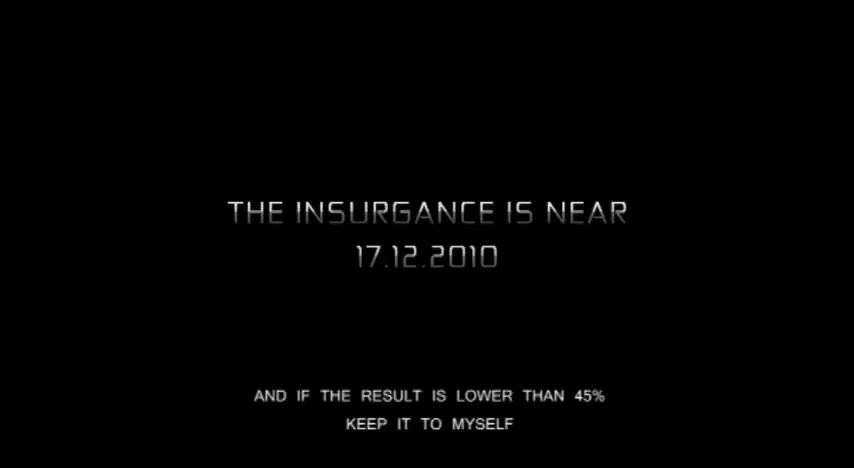 THE INSURGANCE IS NEAR
17.12.2010
AND IF THE RESULT IS LOWER THAN 45%
KEEP IT TO MYSELF